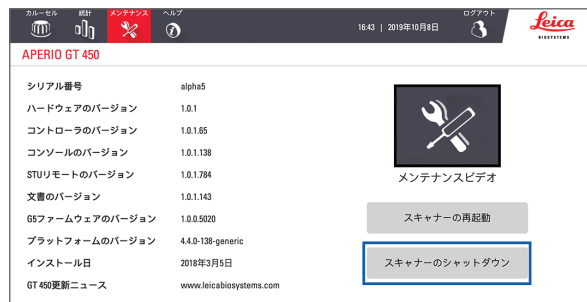 カルーセル 統計 メンテナンス ヘルプ
16:43 | 2019年10月8日
ログアウト
Leica
BIOSYSTEMS
APERIO GT 450
シリアル番号 alpha5
ハードウェアのバージョン 1.0.1
コントローラのバージョン 1.0.1.65
コンソールのバージョン 1.0.1.138
STUリモートのバージョン 1.0.1.784
文書のバージョン 1.0.1.143
G5ファームウェアのバージョン 1.0.0.5020
プラットフォームのバージョン 4.4.0-138-generic
インストール日 2018年3月5日
GT 450更新ニュース www.leicabiosystems.com
メンテナンスビデオ
スキャナーの再起動
スキャナーのシャットダウン